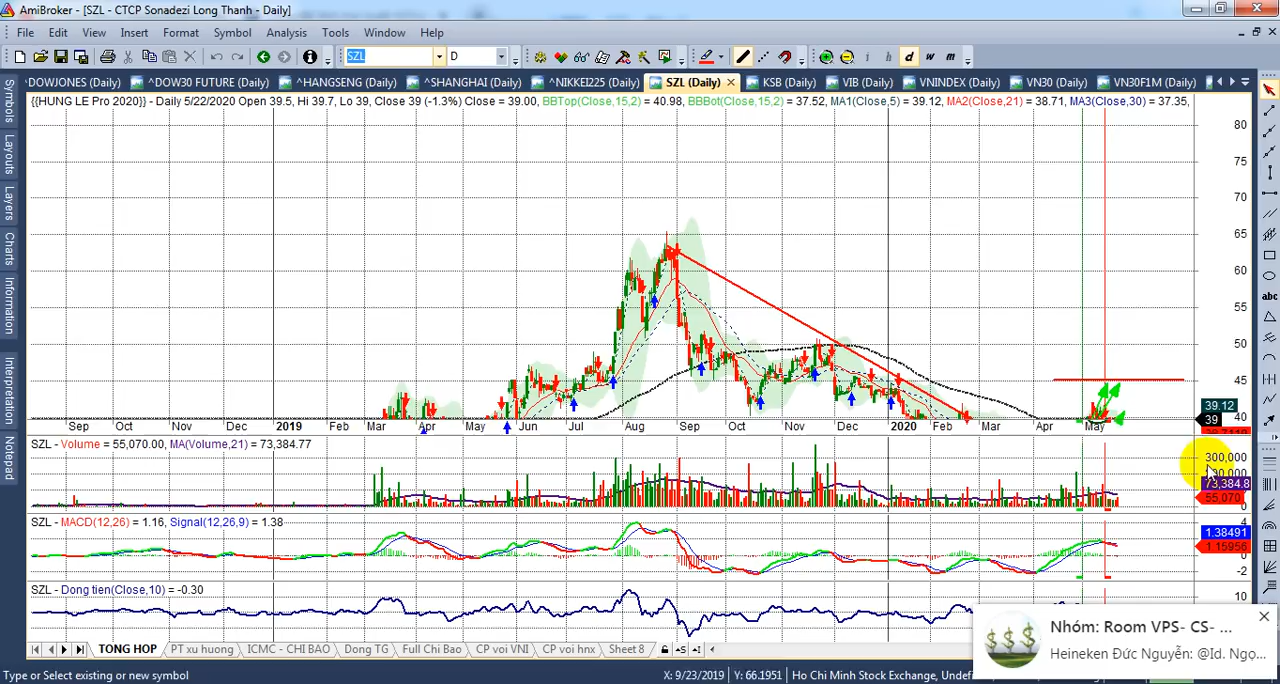 AmiBroker - [SZL - CTCP Sonadezi Long Thanh - Daily]
File Edit View Insert Format Symbol Analysis Tools Window Help
SZL D i h d w m
^DOWJONES (Daily) ^DOW30 FUTURE (Daily) ^HANGSENG (Daily) ^SHANGHAI (Daily) ^NIKKEI225 (Daily) SZL (Daily) KSB (Daily) VIB (Daily) VNINDEX (Daily) VN30 (Daily) VN30F1M (Daily)
{{HUNG LE Pro 2020}} - Daily 5/22/2020 Open 39.5, Hi 39.7, Lo 39, Close 39 (-1.3%) Close = 39.00, BBTop(Close,15,2) = 40.98, BBBot(Close,15,2) = 37.52, MA1(Close,5) = 39.12, MA2(Close,21) = 38.71, MA3(Close,30) = 37.35,
Symbols
Layouts
Layers
Charts
Information
Interpretation
Notepad
abc
80
75
70
65
60
55
50
45
40
39.12
39
Sep Oct Nov Dec 2019 Feb Mar Apr May Jun Jul Aug Sep Oct Nov Dec 2020 Feb Mar Apr May
SZL - Volume = 55,070.00, MA(Volume,21) = 73,384.77
300,000
73,384.8
55,070
0
SZL - MACD(12,26) = 1.16, Signal(12,26,9) = 1.38
4
1.38491
1.15956
0
-2
SZL - Dong tien(Close,10) = -0.30
10
Nhóm: Room VPS- CS- ...
Heineken Đức Nguyễn: @Id. Ngọ...
TONG HOP PT xu huong ICMC - CHI BAO Dong TG Full Chi Bao CP voi VNI CP voi hnx Sheet 8
Type or Select existing or new symbol X: 9/23/2019 Y: 66.1951 Ho Chi Minh Stock Exchange, Undef